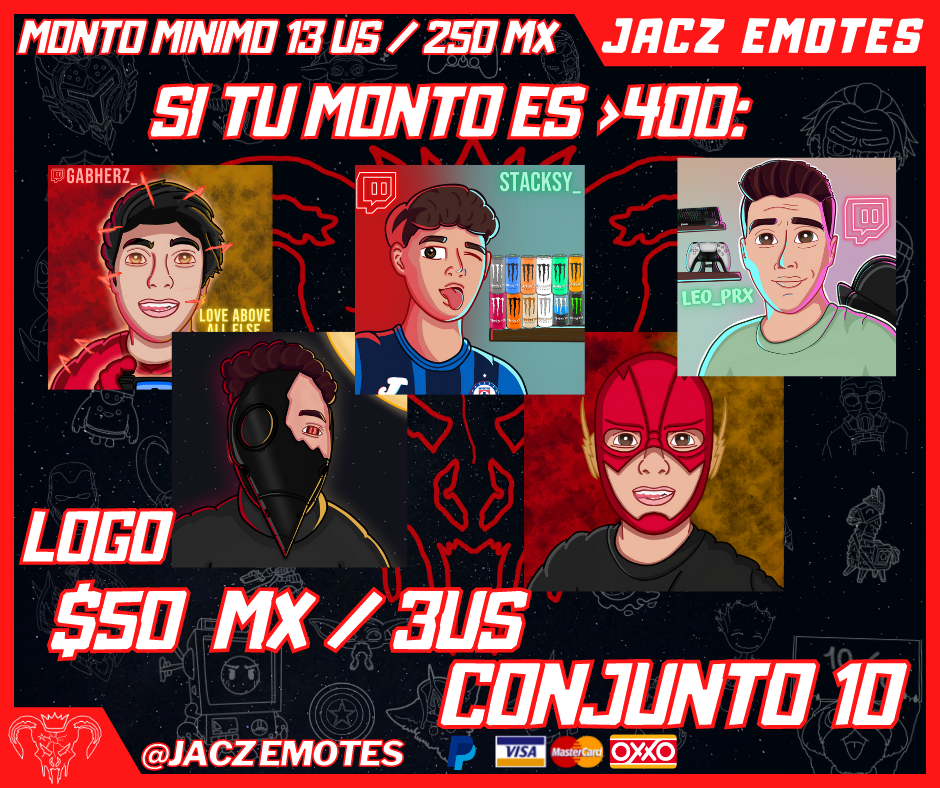 MONTO MINIMO 13 US / 250 MX
JACZ EMOTES
SI TU MONTO ES >400:
GABHERZ_
STACKSY_
LOVE ABOVE
ALL ELSE
LEO_PRX
LOGO
$50 MX / 3US
CONJUNTO 10
@JACZEMOTES
VISA
MasterCard
OXXO